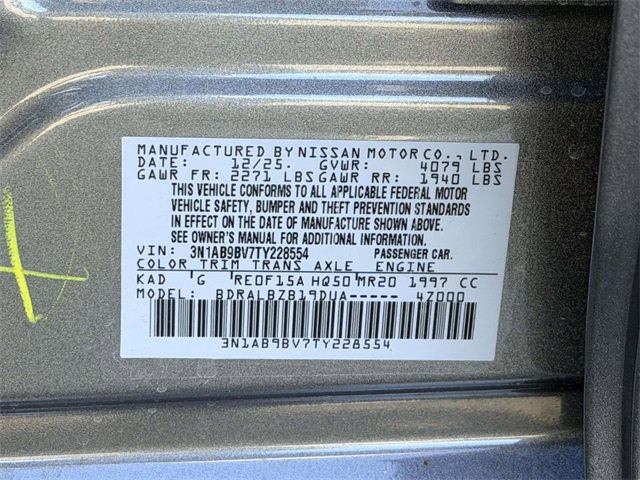 MANUFACTURED BY NISSAN MOTOR CO., LTD.
DATE: 12/25. GVWR: 4079 LBS
GAWR FR: 2271 LBS GAWR RR: 1940 LBS
THIS VEHICLE CONFORMS TO ALL APPLICABLE FEDERAL MOTOR
VEHICLE SAFETY, BUMPER AND THEFT PREVENTION STANDARDS
IN EFFECT ON THE DATE OF MANUFACTURE SHOWN ABOVE.
SEE OWNER'S MANUAL FOR ADDITIONAL INFORMATION.
VIN: 3N1AB9BV7TY228554 PASSENGER CAR.
COLOR TRIM TRANS AXLE ENGINE
KAD G RE0F15A HQ50 MR20 1997 CC
MODEL: BDRALBZB19DUA----- 4Z000
3N1AB9BV7TY228554